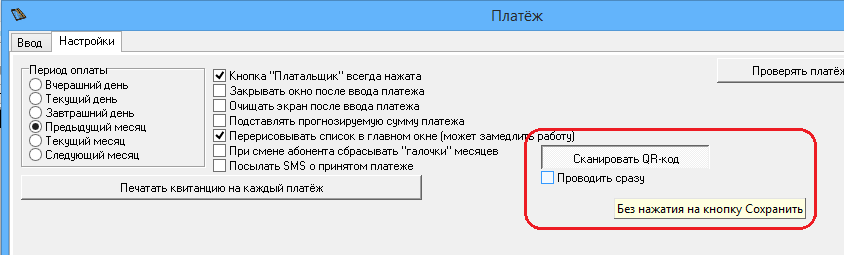 Платёж
Ввод
Настройки
Период оплаты
Вчерашний день
Текущий день
Завтрашний день
Предыдущий месяц
Текущий месяц
Следующий месяц
Кнопка "Платальщик" всегда нажата
Закрывать окно после ввода платежа
Очищать экран после ввода платежа
Подставлять прогнозируемую сумму платежа
Перерисовывать список в главном окне (может замедлить работу)
При смене абонента сбрасывать "галочки" месяцев
Посылать SMS о принятом платеже
Печатать квитанцию на каждый платёж
Проверять платёж
Сканировать QR-код
Проводить сразу
Без нажатия на кнопку Сохранить